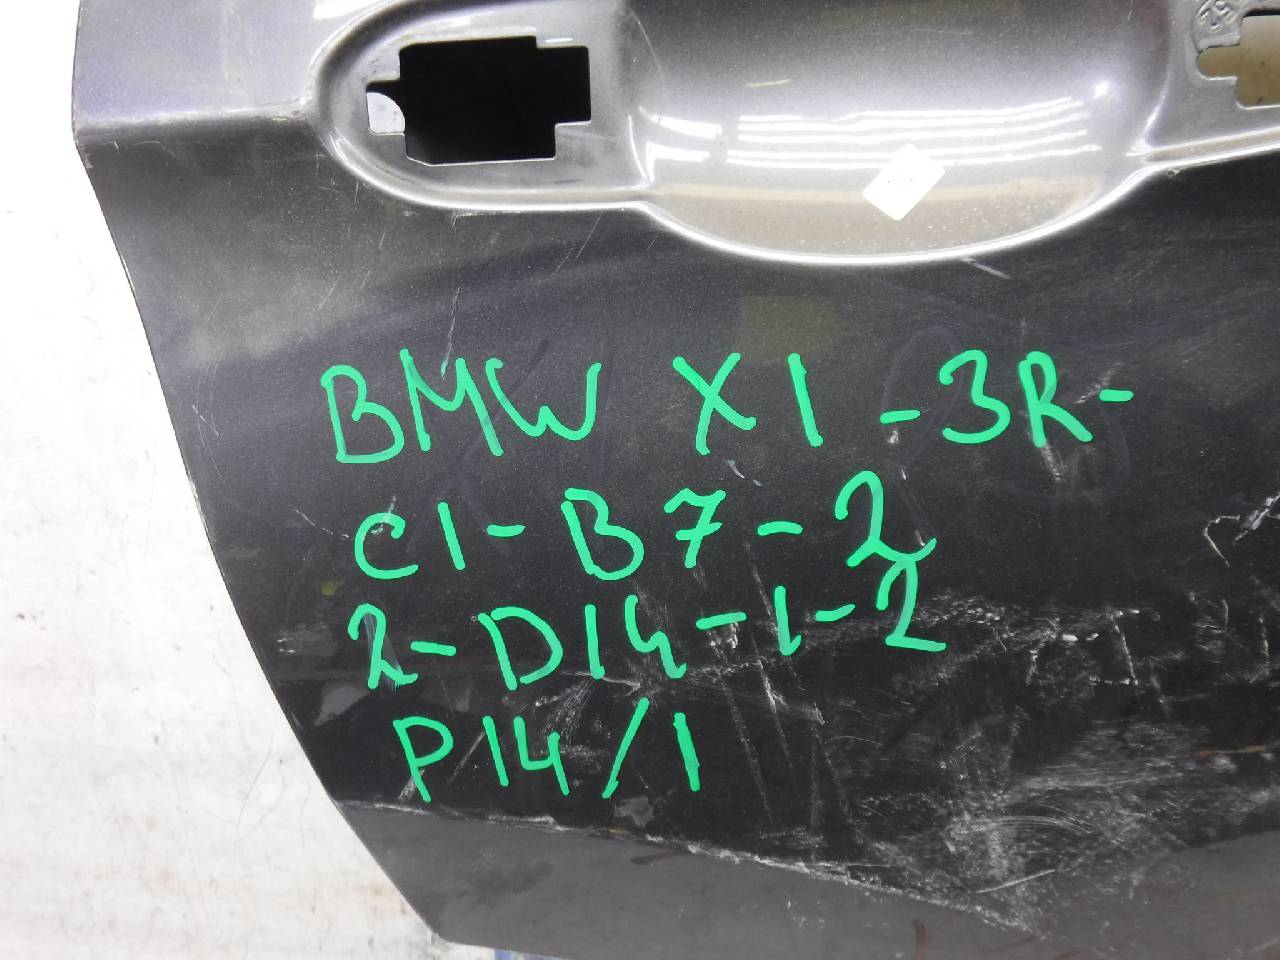 BMW X1-3R-
C1-B7-2
2-D14-1-2
P14/1